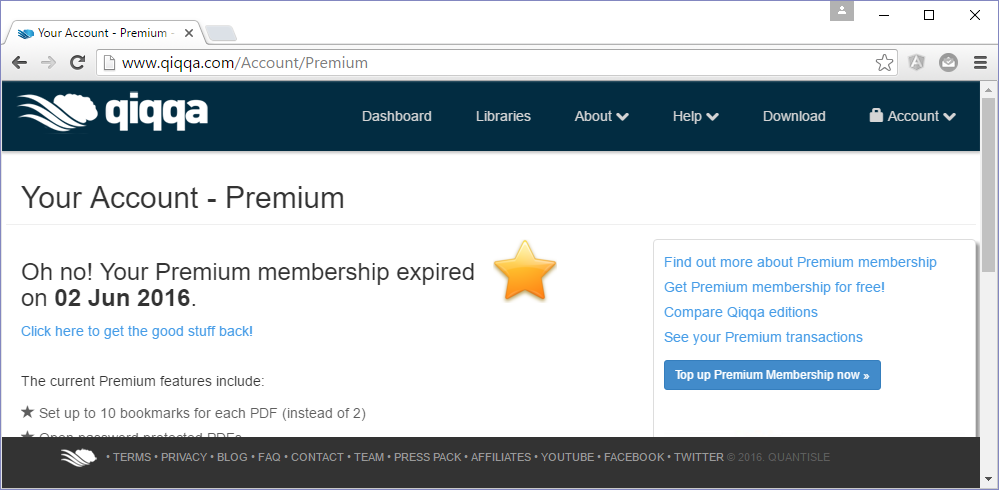 Your Account - Premium -
www.qiqqa.com/Account/Premium
qiqqa
Dashboard Libraries About Help Download Account
Your Account - Premium
Oh no! Your Premium membership expired
on 02 Jun 2016.
Click here to get the good stuff back!
The current Premium features include:
★ Set up to 10 bookmarks for each PDF (instead of 2)
★ Open password protected PDFs
Find out more about Premium membership
Get Premium membership for free!
Compare Qiqqa editions
See your Premium transactions
Top up Premium Membership now »
• TERMS • PRIVACY • BLOG • FAQ • CONTACT • TEAM • PRESS PACK • AFFILIATES • YOUTUBE • FACEBOOK • TWITTER © 2016. QUANTISLE